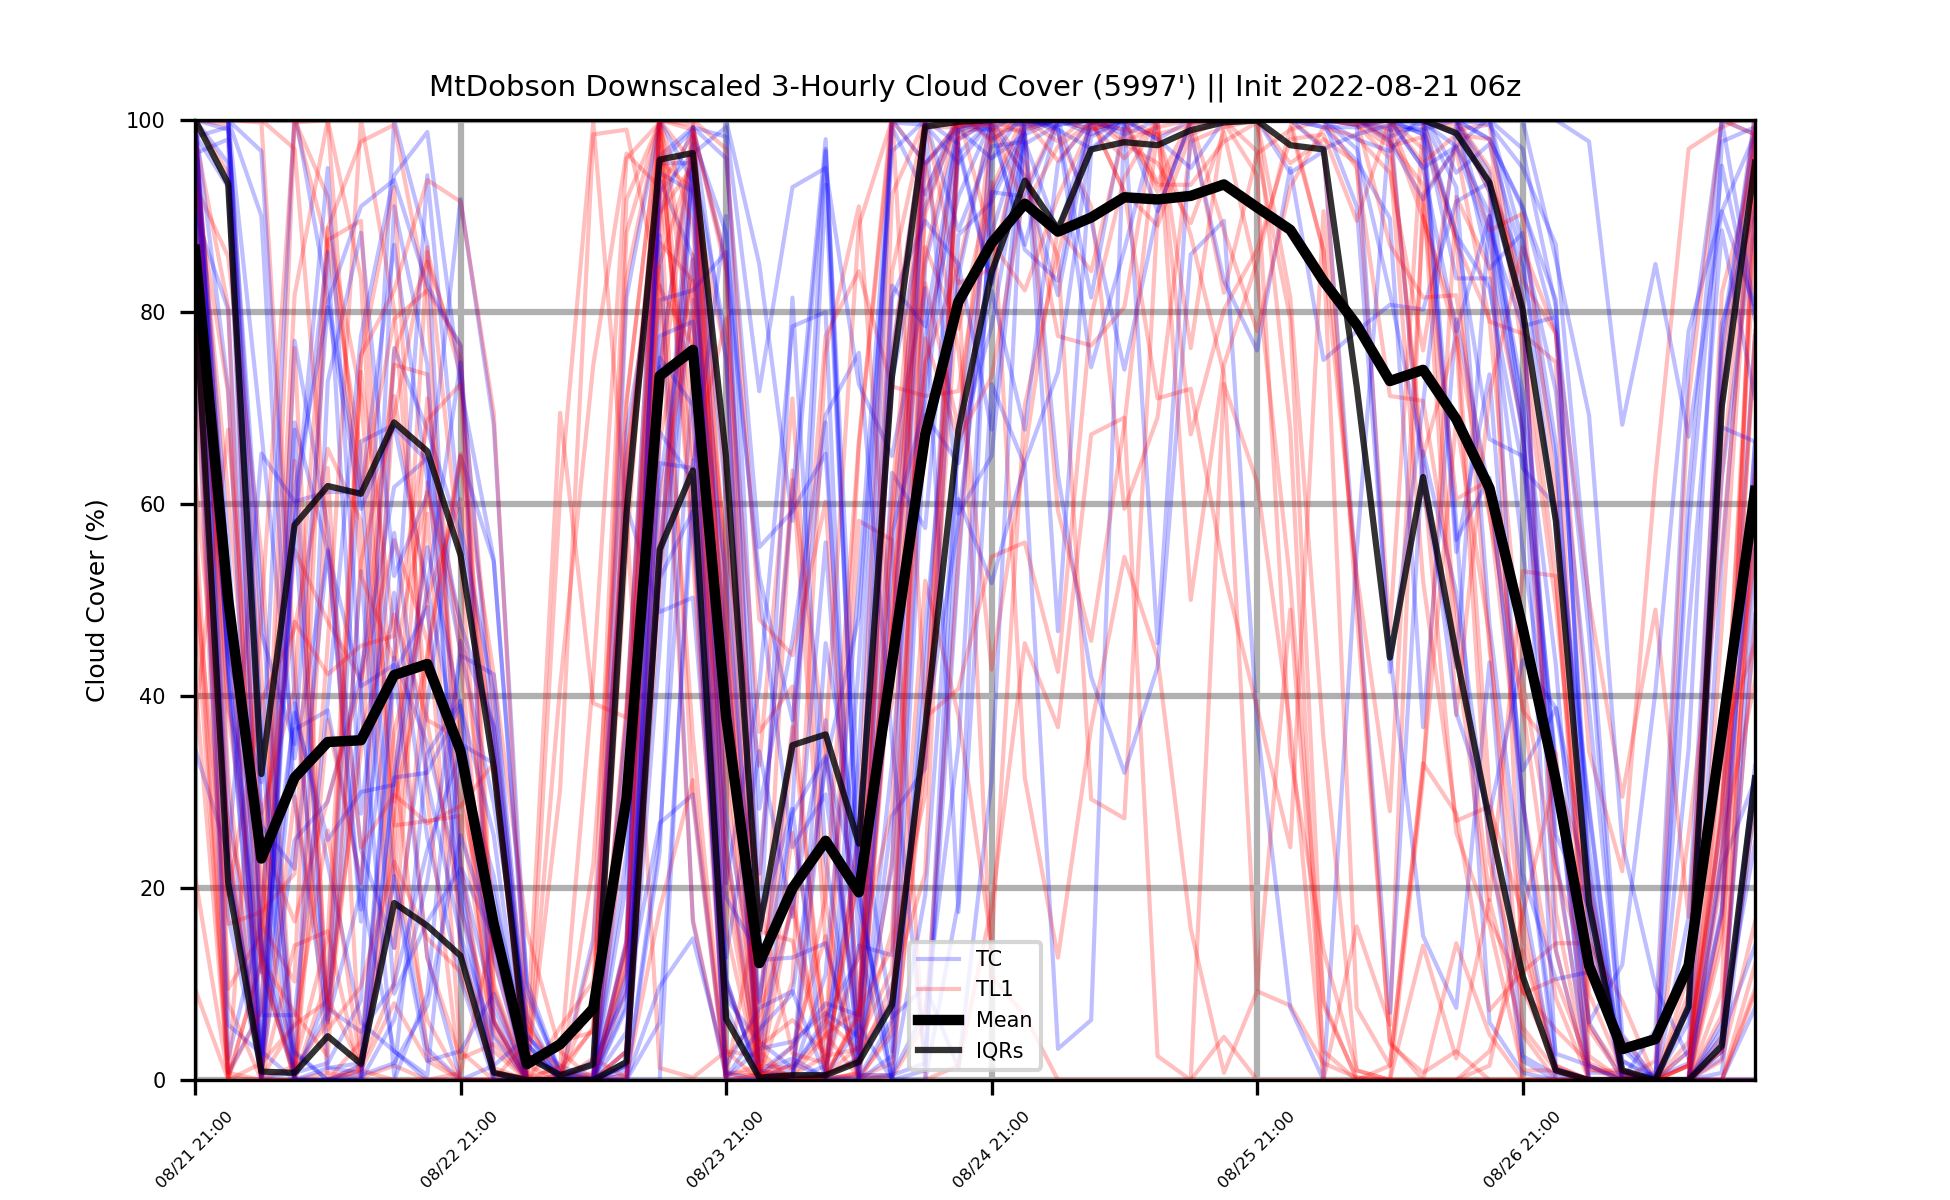 MtDobson Downscaled 3-Hourly Cloud Cover (5997') || Init 2022-08-21 06z
Cloud Cover (%)
100
80
60
40
20
0
TC
TL1
Mean
IQRs
08/21 21:00
08/22 21:00
08/23 21:00
08/24 21:00
08/25 21:00
08/26 21:00